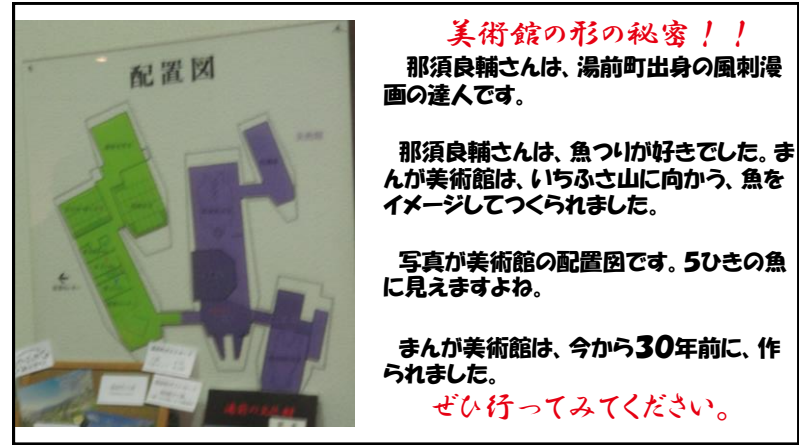 配置図
美術館
美術館の形の秘密！！
那須良輔さんは、湯前町出身の風刺漫
画の達人です。
那須良輔さんは、魚つりが好きでした。ま
んが美術館は、いちふさ山に向かう、魚を
イメージしてつくられました。
写真が美術館の配置図です。5ひきの魚
に見えますよね。
まんが美術館は、今から30年前に、作
られました。
ぜひ行ってみてください。